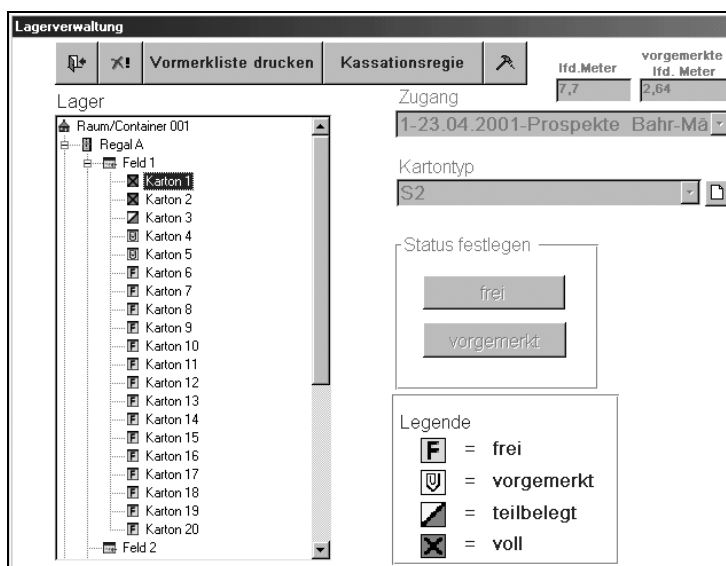 Lagerverwaltung
Vormerkliste drucken
Kassationsregie
lfd.Meter
vorgemerkte
lfd. Meter
7,7
2,64
Lager
Zugang
1-23.04.2001-Prospekte Bahr-Mä
Kartontyp
S2
Raum/Container 001
Regal A
Feld 1
Karton 1
Karton 2
Karton 3
Karton 4
Karton 5
Karton 6
Karton 7
Karton 8
Karton 9
Karton 10
Karton 11
Karton 12
Karton 13
Karton 14
Karton 15
Karton 16
Karton 17
Karton 18
Karton 19
Karton 20
Feld 2
Status festlegen
frei
vorgemerkt
Legende
F = frei
= vorgemerkt
= teilbelegt
= voll